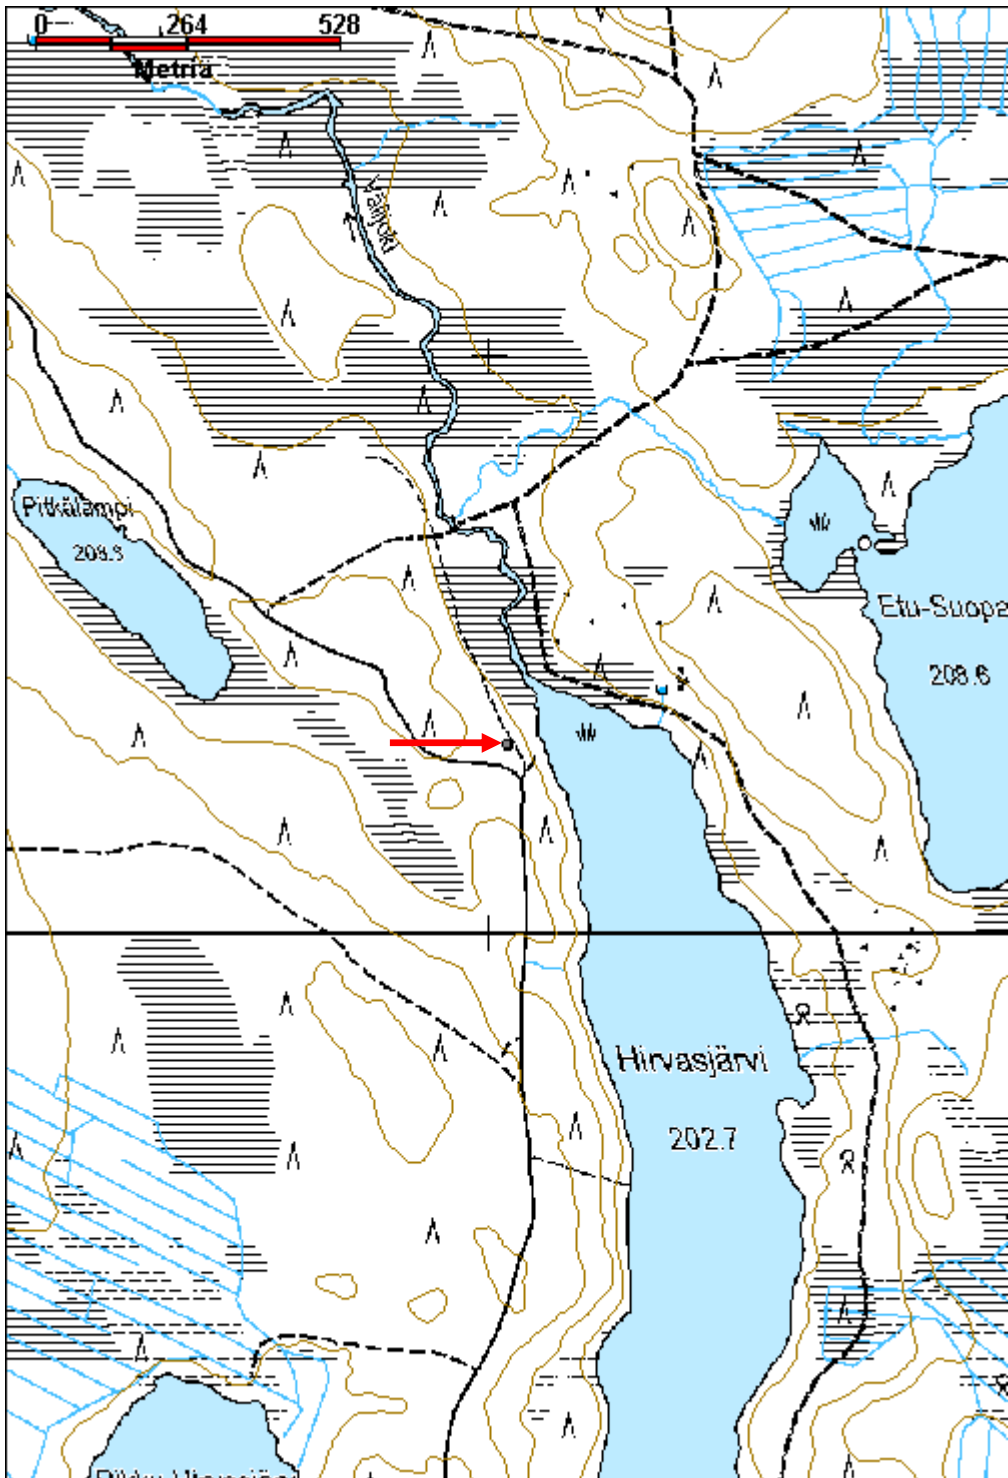 0 264 528
Metriä
Välijoki
Pitkälampi
208.3
Etu-Suopa
208.6
Hirvasjärvi
202.7